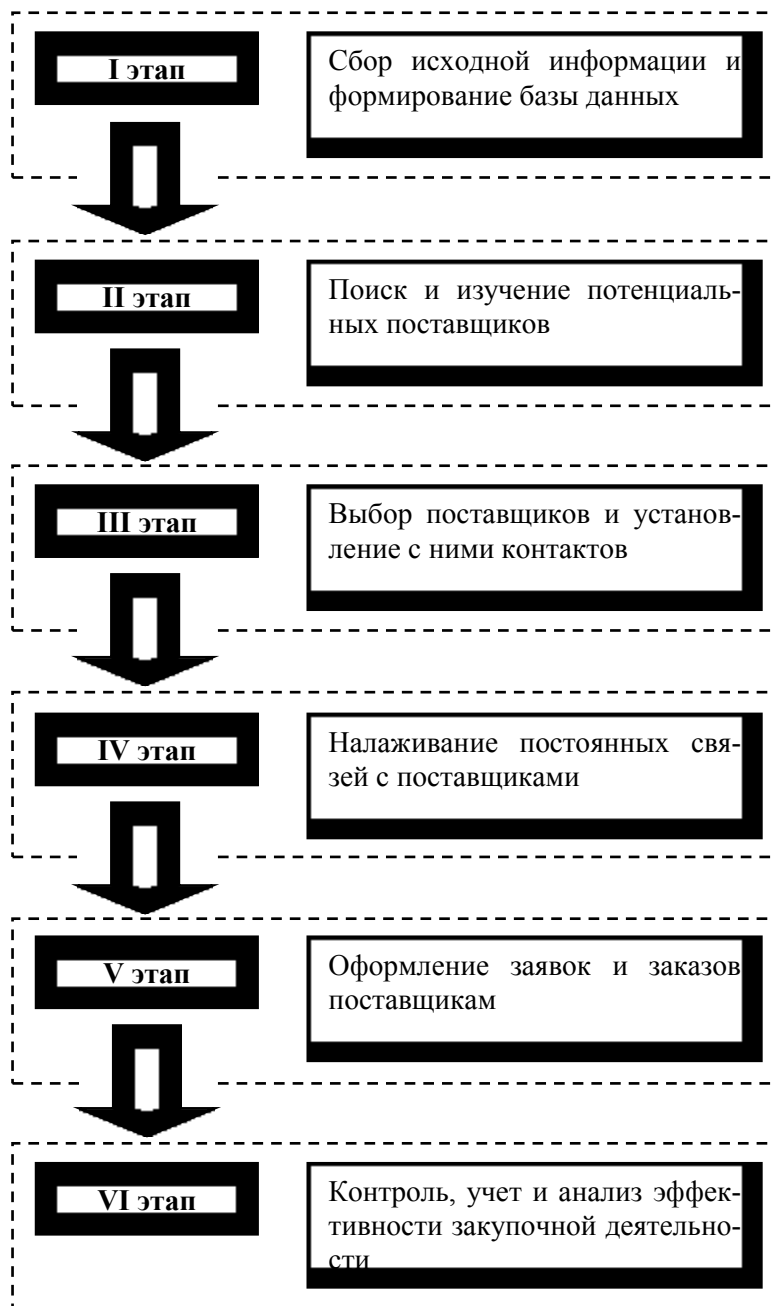 I этап
Сбор исходной информации и
формирование базы данных
II этап
Поиск и изучение потенциаль-
ных поставщиков
III этап
Выбор поставщиков и установ-
ление с ними контактов
IV этап
Налаживание постоянных свя-
зей с поставщиками
V этап
Оформление заявок и заказов
поставщикам
VI этап
Контроль, учет и анализ эффек-
тивности закупочной деятельно-
сти